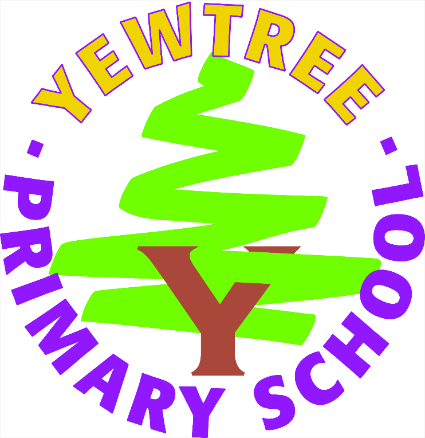 YEWTREE
Y
· PRIMARY SCHOOL ·